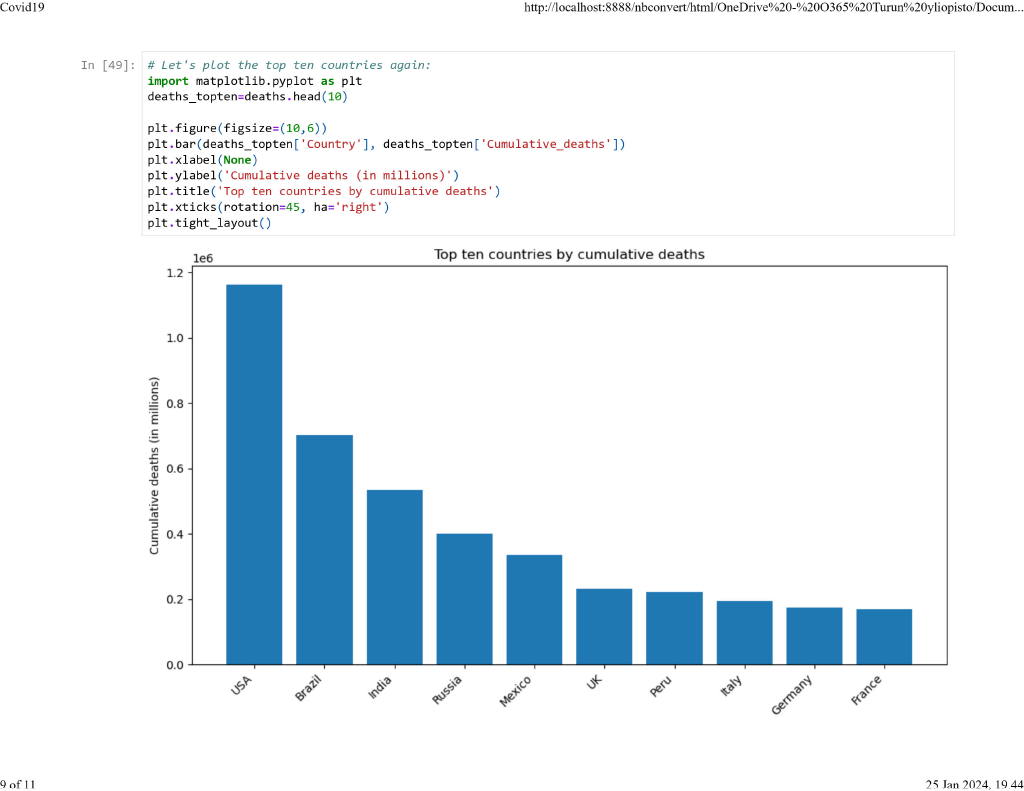 Covid19
http://localhost:8888/nbconvert/html/OneDrive%20-%20O365%20Turun%20yliopisto/Docum...
In [49]:
# Let's plot the top ten countries again:
import matplotlib.pyplot as plt
deaths_topten=deaths.head(10)
plt.figure(figsize=(10,6))
plt.bar(deaths_topten['Country'], deaths_topten['Cumulative_deaths'])
plt.xlabel(None)
plt.ylabel('Cumulative deaths (in millions)')
plt.title('Top ten countries by cumulative deaths')
plt.xticks(rotation=45, ha='right')
plt.tight_layout()
Top ten countries by cumulative deaths
1e6
1.2
1.0
0.8
0.6
0.4
0.2
0.0
Cumulative deaths (in millions)
USA
Brazil
India
Russia
Mexico
UK
Peru
Italy
Germany
France
9 of 11
25 Jan 2024, 19.44